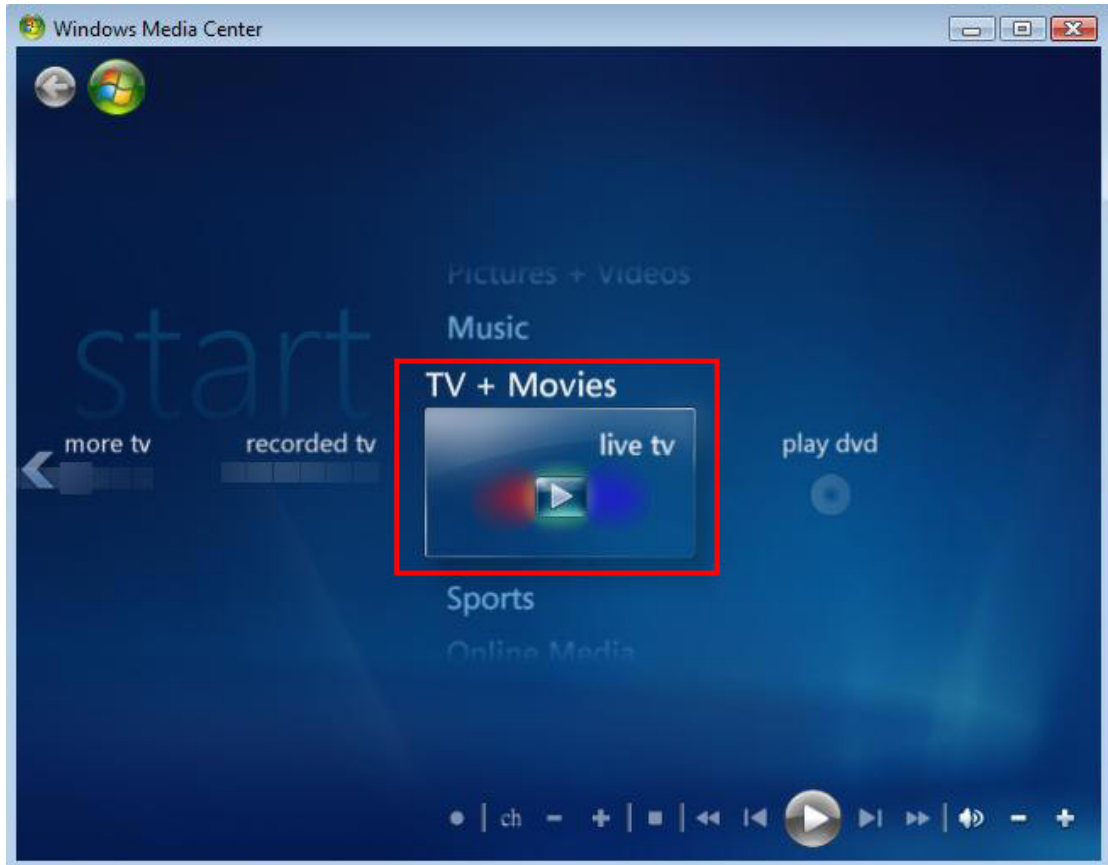 Windows Media Center
Pictures + Videos
start
Music
TV + Movies
more tv
recorded tv
live tv
play dvd
Sports
Online Media
ch